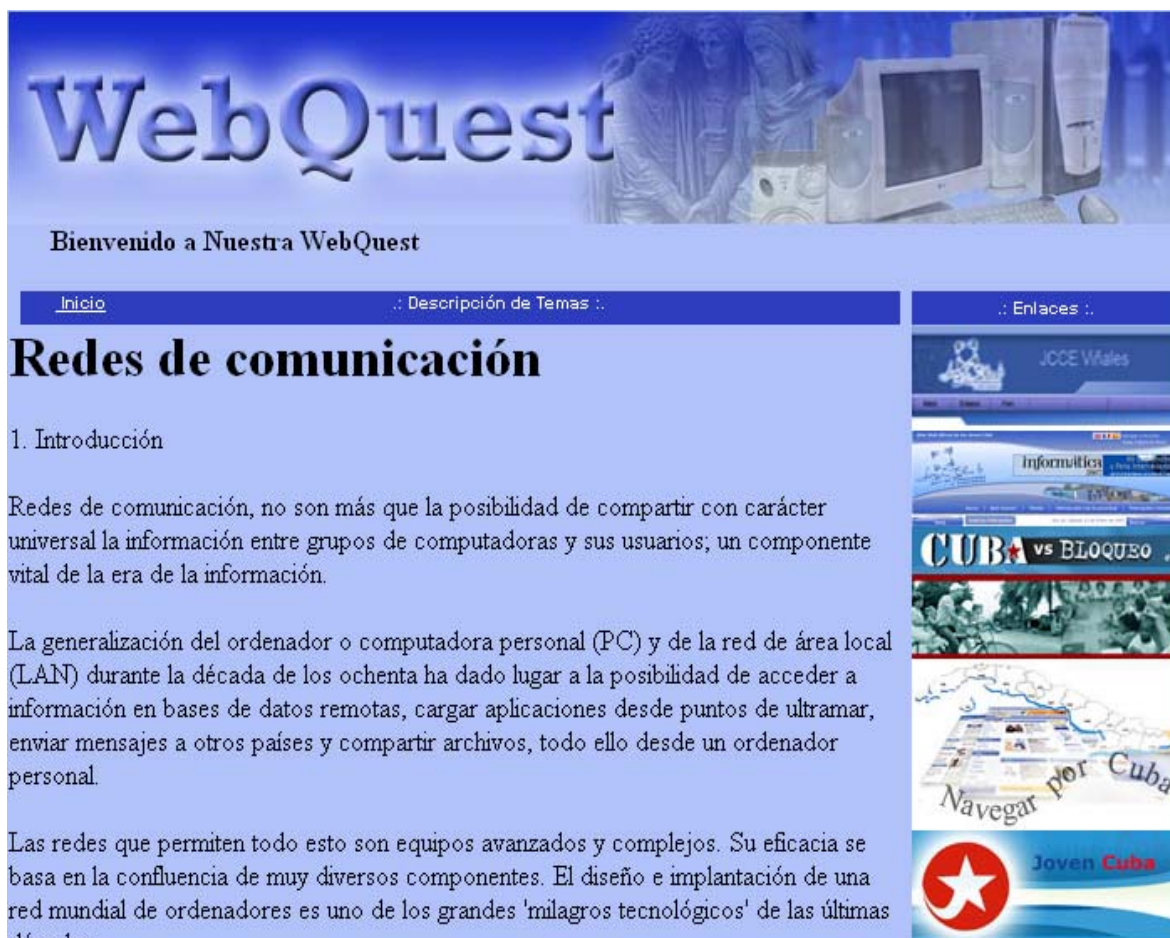 WebQuest
Bienvenido a Nuestra WebQuest
Inicio
.: Descripción de Temas :.
Redes de comunicación
1. Introducción
Redes de comunicación, no son más que la posibilidad de compartir con carácter
universal la información entre grupos de computadoras y sus usuarios; un componente
vital de la era de la información.
La generalización del ordenador o computadora personal (PC) y de la red de área local
(LAN) durante la década de los ochenta ha dado lugar a la posibilidad de acceder a
información en bases de datos remotas, cargar aplicaciones desde puntos de ultramar,
enviar mensajes a otros países y compartir archivos, todo ello desde un ordenador
personal.
Las redes que permiten todo esto son equipos avanzados y complejos. Su eficacia se
basa en la confluencia de muy diversos componentes. El diseño e implantación de una
red mundial de ordenadores es uno de los grandes 'milagros tecnológicos' de las últimas
.: Enlaces :.
JCCE Viñales
informática
CUBA VS BLOQUEO
Navegar por Cuba
Joven Cuba